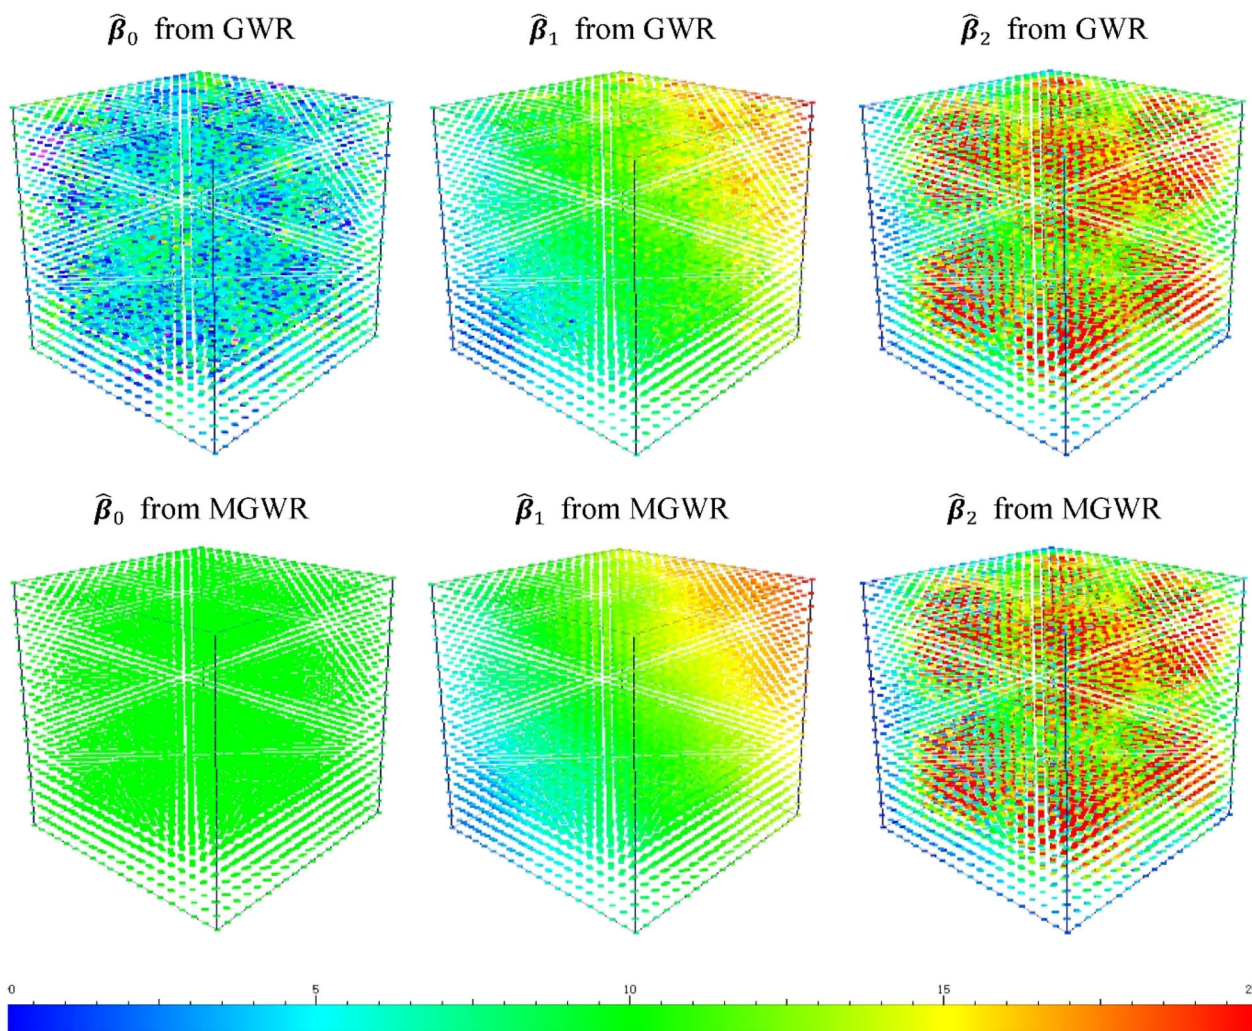 β̂₀ from GWR β̂₁ from GWR β̂₂ from GWR
β̂₀ from MGWR β̂₁ from MGWR β̂₂ from MGWR
0 5 10 15 2